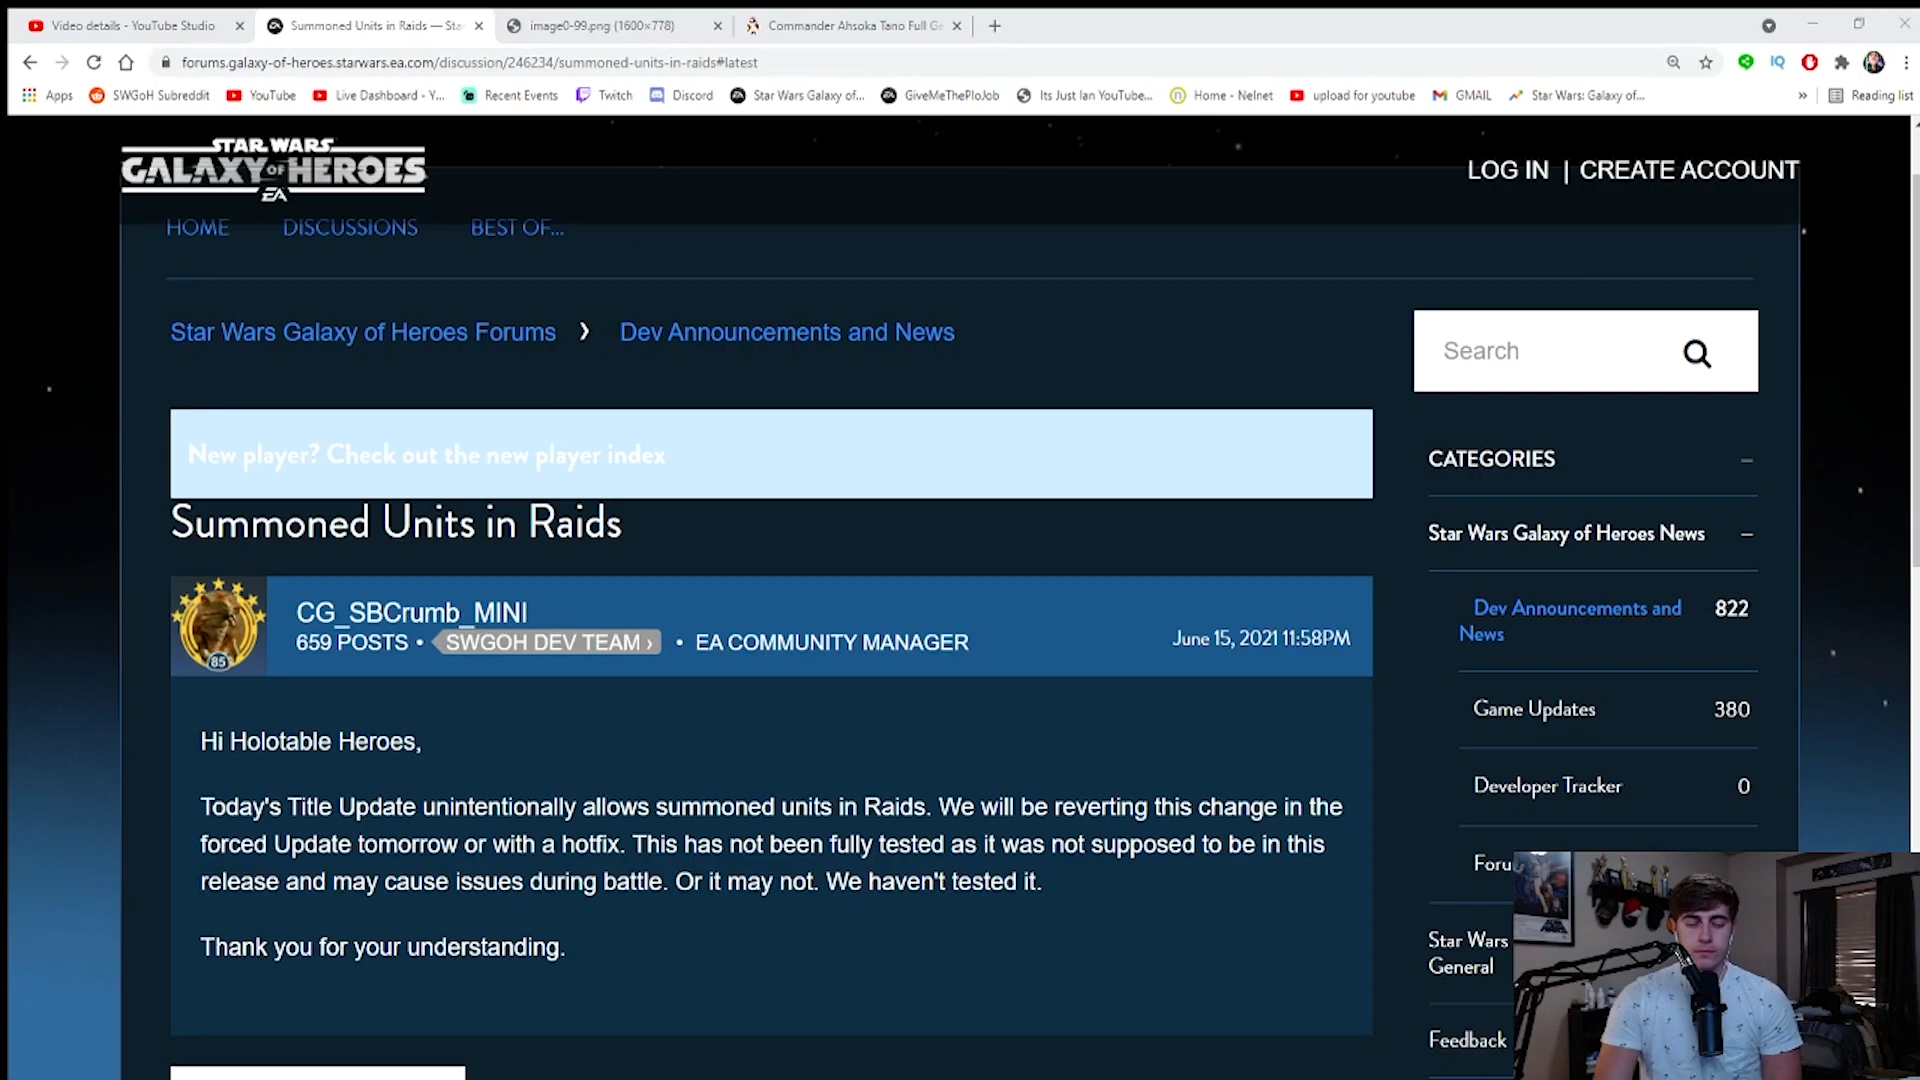 Video details - YouTube Studio
Summoned Units in Raids — Sta
image0-99.png (1600×778)
Commander Ahsoka Tano Full Ge
forums.galaxy-of-heroes.starwars.ea.com/discussion/246234/summoned-units-in-raids#latest
IQ
Apps
SWGoH Subreddit
YouTube
Live Dashboard - Y...
Recent Events
Twitch
Discord
Star Wars Galaxy of...
GiveMeThePloJob
Its Just Ian YouTube...
Home - Nelnet
upload for youtube
GMAIL
Star Wars: Galaxy of...
»
Reading list
STAR WARS
GALAXY OF HEROES
EA
LOG IN | CREATE ACCOUNT
HOME
DISCUSSIONS
BEST OF...
Star Wars Galaxy of Heroes Forums › Dev Announcements and News
Search
New player? Check out the new player index
CATEGORIES
Summoned Units in Raids
Star Wars Galaxy of Heroes News
CG_SBCrumb_MINI
659 POSTS • SWGOH DEV TEAM › • EA COMMUNITY MANAGER
June 15, 2021 11:58PM
85
Dev Announcements and News 822
Game Updates 380
Developer Tracker 0
Foru
Star Wars
General
Feedback
Hi Holotable Heroes,
Today's Title Update unintentionally allows summoned units in Raids. We will be reverting this change in the
forced Update tomorrow or with a hotfix. This has not been fully tested as it was not supposed to be in this
release and may cause issues during battle. Or it may not. We haven't tested it.
Thank you for your understanding.